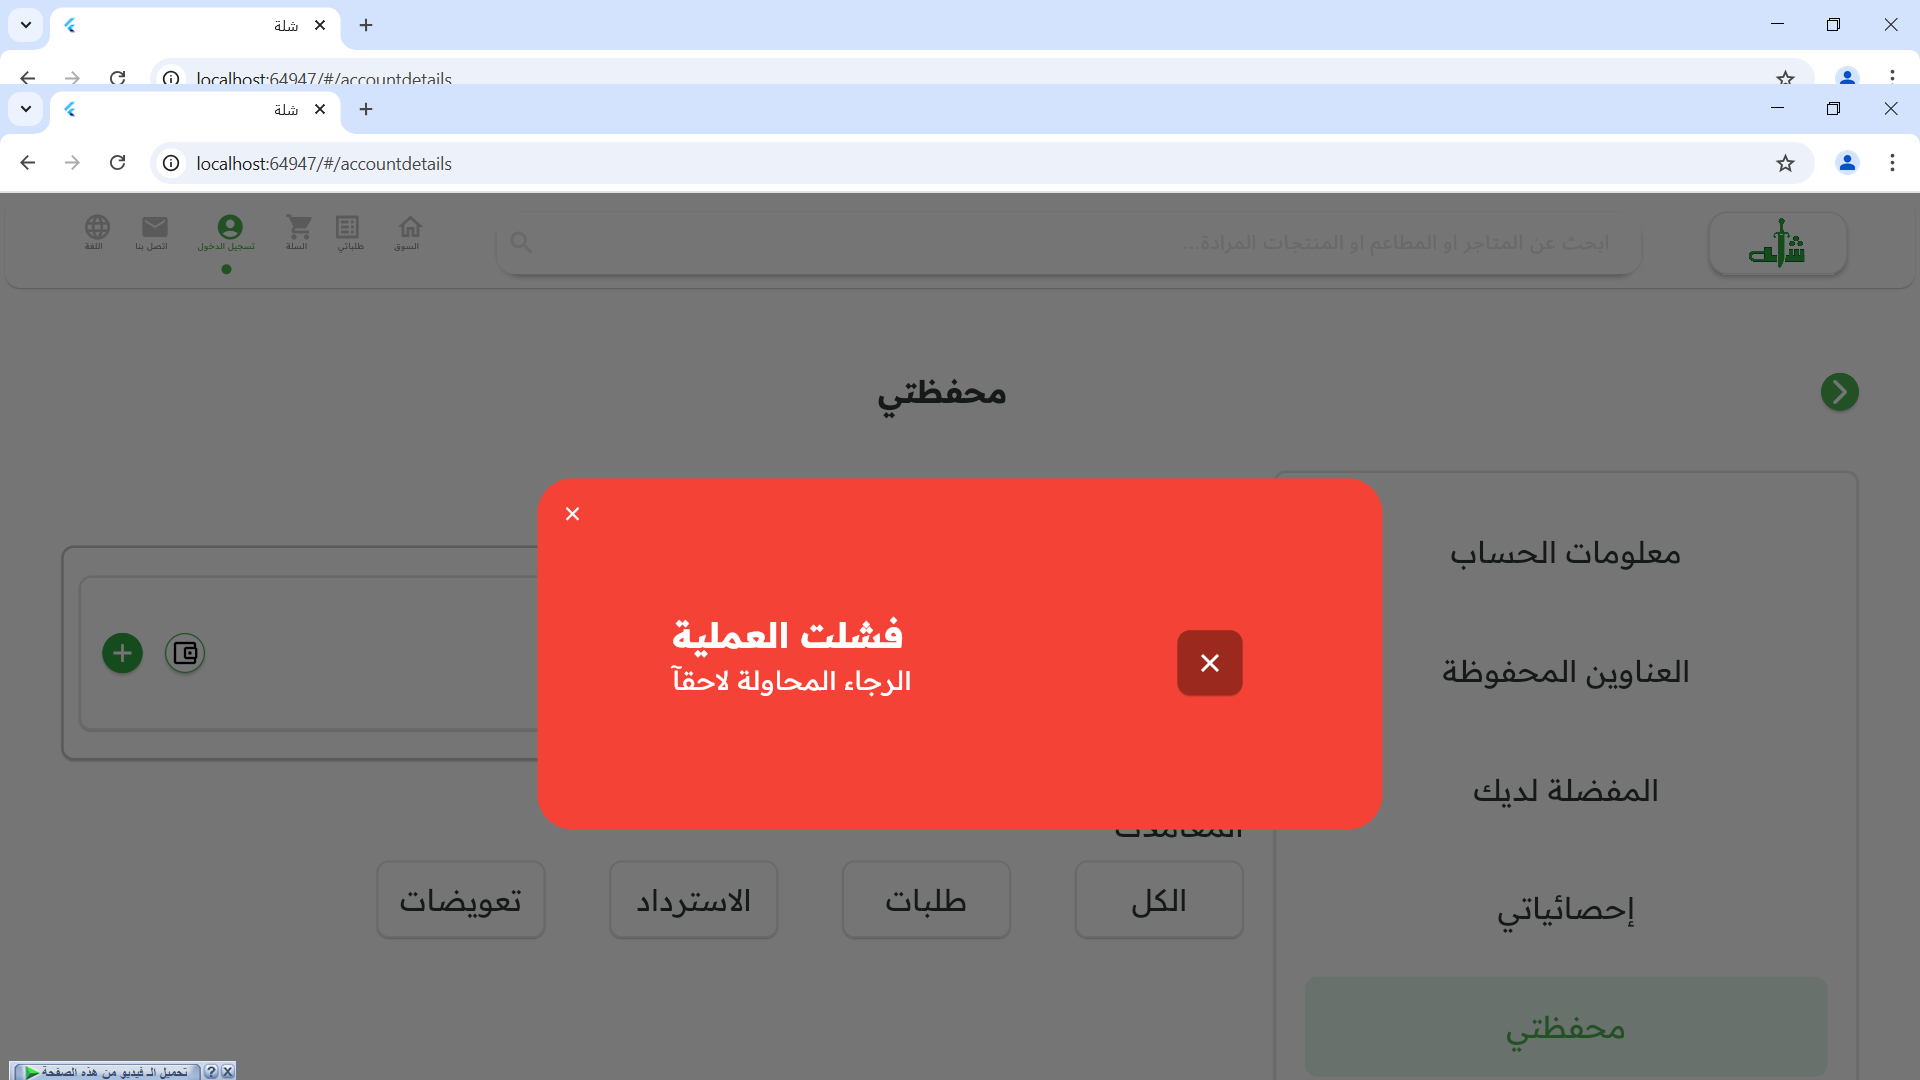 شلة
localhost:64947/#/accountdetails
شلة
localhost:64947/#/accountdetails
شله
ابحث عن المتاجر او المطاعم او المنتجات المرادة...
السوق
طلباتي
السلة
تسجيل الدخول
اتصل بنا
اللغة
محفظتي
معلومات الحساب
العناوين المحفوظة
المفضلة لديك
إحصائياتي
محفظتي
فشلت العملية
الرجاء المحاولة لاحقآ
المعاملات
الكل
طلبات
الاسترداد
تعويضات
تحميل الـ فيديو من هذه الصفحة